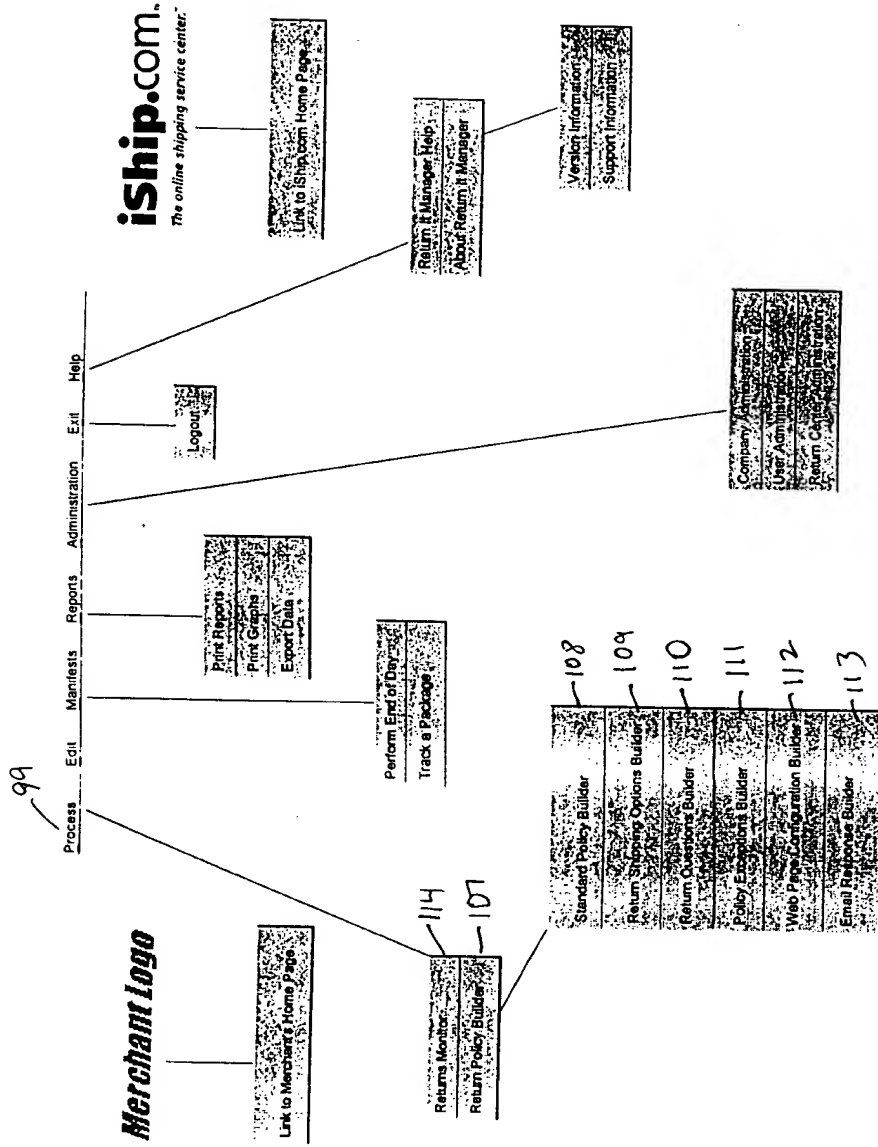 Merchant Logo
Link to Merchant's Home Page
99
Process Edit Manifests Reports Administration Exit Help
iShip.com™
The online shipping service center.™
Link to iShip.com Home Page
Returns Monitor
114
Return Policy Builder
107
Standard Policy Builder
108
Return Shipping Options Builder
109
Return Questions Builder
110
Policy Exceptions Builder
111
Web Page Configuration Builder
112
Email Response Builder
113
Perform End of Day
Track a Package
Print Reports
Print Graphs
Export Data
Logout
Company Administration
User Administration
Return Center Administration
Return It Manager Help
About Return It Manager
Version Information
Support Information